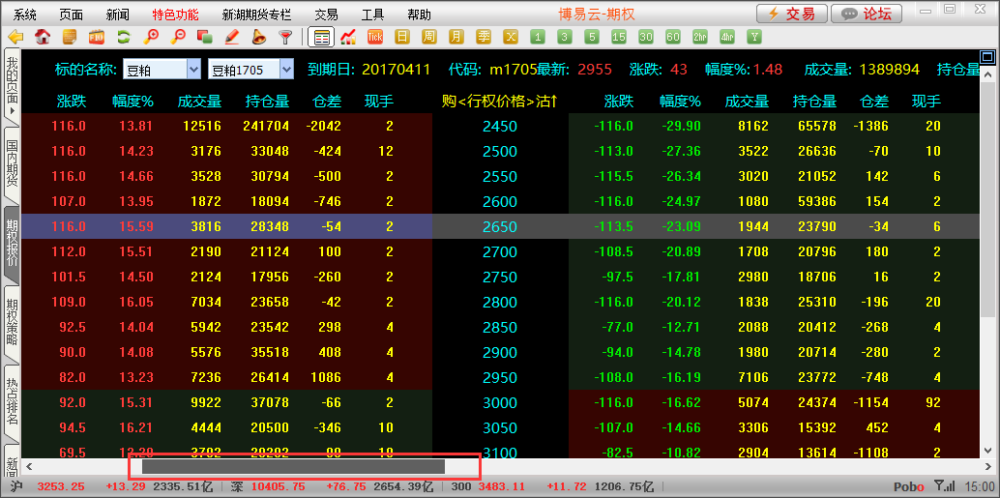 系统 页面 新闻 特色功能 新湖期货专栏 交易 工具 帮助 博易云-期权 交易 论坛
Tick 日 周 月 季 X 1 3 5 15 30 60 2hr 4hr Y
我的页面
国内期货
期权报价
期权策略
热点排名
新闻
标的名称: 豆粕 豆粕1705 到期日: 20170411 代码: m1705 最新: 2955 涨跌: 43 幅度%: 1.48 成交量: 1389894 持仓量
涨跌 幅度% 成交量 持仓量 仓差 现手 购<行权价格>沽 涨跌 幅度% 成交量 持仓量 仓差 现手
116.0 13.81 12516 241704 -2042 2 2450 -116.0 -29.90 8162 65578 -1386 20
116.0 14.23 3176 33048 -424 12 2500 -113.0 -27.36 3522 26636 -70 10
116.0 14.66 3528 30794 -500 2 2550 -115.5 -26.34 3020 21052 142 6
107.0 13.95 1872 18094 -746 2 2600 -116.0 -24.97 1080 59386 154 2
116.0 15.59 3816 28348 -54 2 2650 -113.5 -23.09 1944 23790 -34 6
112.0 15.51 2190 21124 100 2 2700 -108.5 -20.89 1708 20796 180 2
101.5 14.50 2124 17956 -260 2 2750 -97.5 -17.81 2980 18706 16 2
109.0 16.05 7034 23658 -42 2 2800 -116.0 -20.12 1838 25310 -196 20
92.5 14.04 5942 23542 298 4 2850 -77.0 -12.71 2088 20412 -268 4
90.0 14.08 5576 35518 408 4 2900 -94.0 -14.78 1980 20714 -280 2
82.0 13.23 7236 26414 1086 4 2950 -108.0 -16.19 7106 23772 -748 4
92.0 15.31 9922 37078 -66 2 3000 -116.0 -16.62 5074 24374 -1154 92
94.5 16.21 4444 20500 -346 10 3050 -107.0 -14.66 3306 15392 452 4
69.5 3100 -82.5 -10.82 2904 13614 -1108 2
沪 3253.25 +13.29 2335.51亿 深 10405.75 +76.75 2654.39亿 300 3483.11 +11.72 1206.75亿 Pobo 15:00